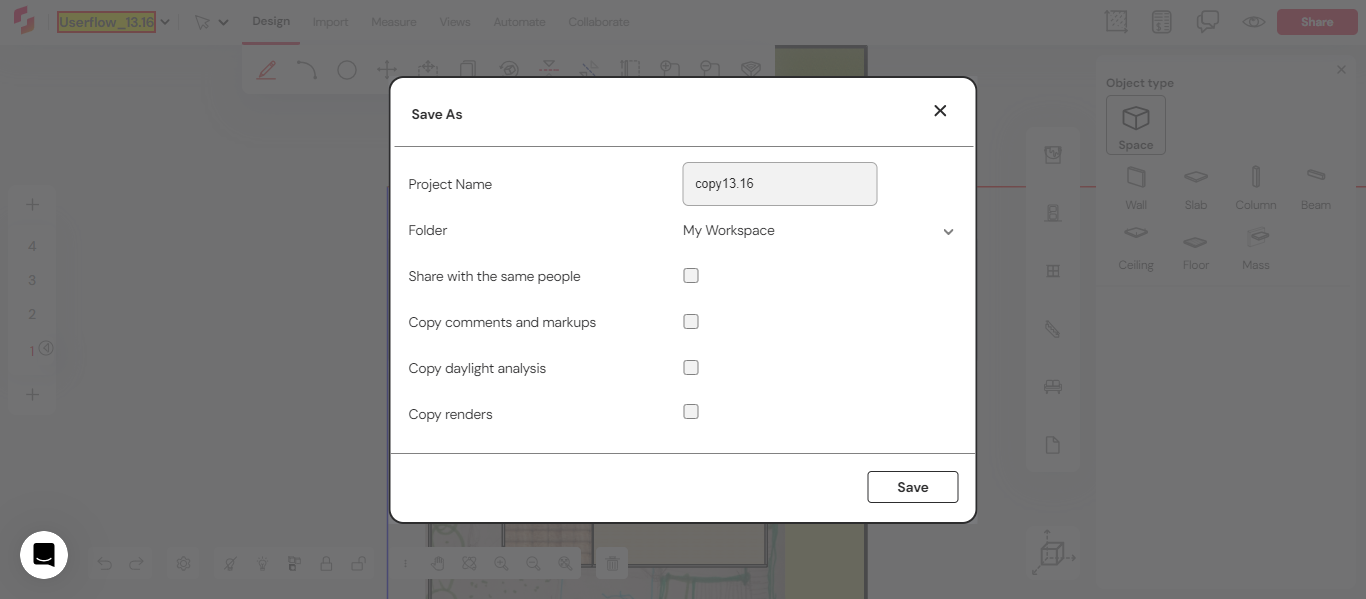 Userflow_13.16
Design Import Measure Views Automate Collaborate
Share
Object type
Space
Wall Slab Column Beam
Ceiling Floor Mass
4
3
2
1
Save As
Project Name copy13.16
Folder My Workspace
Share with the same people
Copy comments and markups
Copy daylight analysis
Copy renders
Save